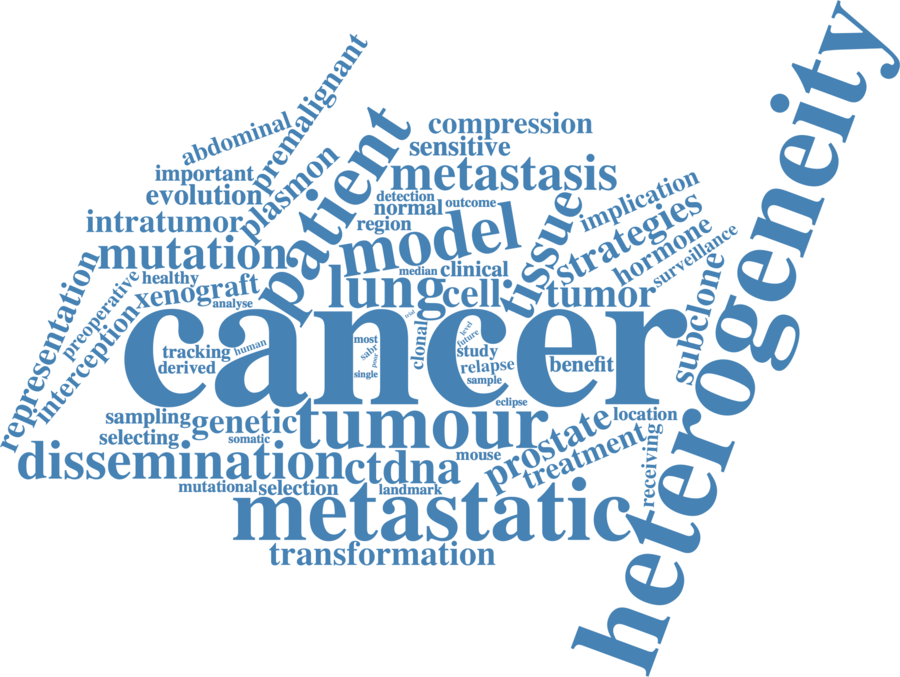 heterogeneity
premalignant
abdominal
patient
compression
sensitive
important
plasmon
metastasis
evolution
detection
normal
outcome
implication
intratumor
region
model
tissue
strategies
hormone
surveillance
mutation
median
clinical
representation
preoperative
healthy
xenograft
lung
cell
tumor
subclone
analyse
interception
cancer
trial
clonal
level
future
most
sabr
tracking
human
study
derived
single
relapse
sample
benefit
eclipse
sampling
genetic
tumour
prostate
location
selecting
somatic
treatment
receiving
dissemination
ctdna
mouse
mutational
selection
landmark
metastatic
transformation